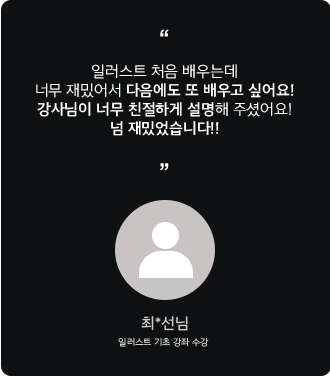 “
일러스트 처음 배우는데
너무 재밌어서 다음에도 또 배우고 싶어요!
강사님이 너무 친절하게 설명해 주셨어요!
넘 재밌었습니다!!
”
최*선님
일러스트 기초 강좌 수강